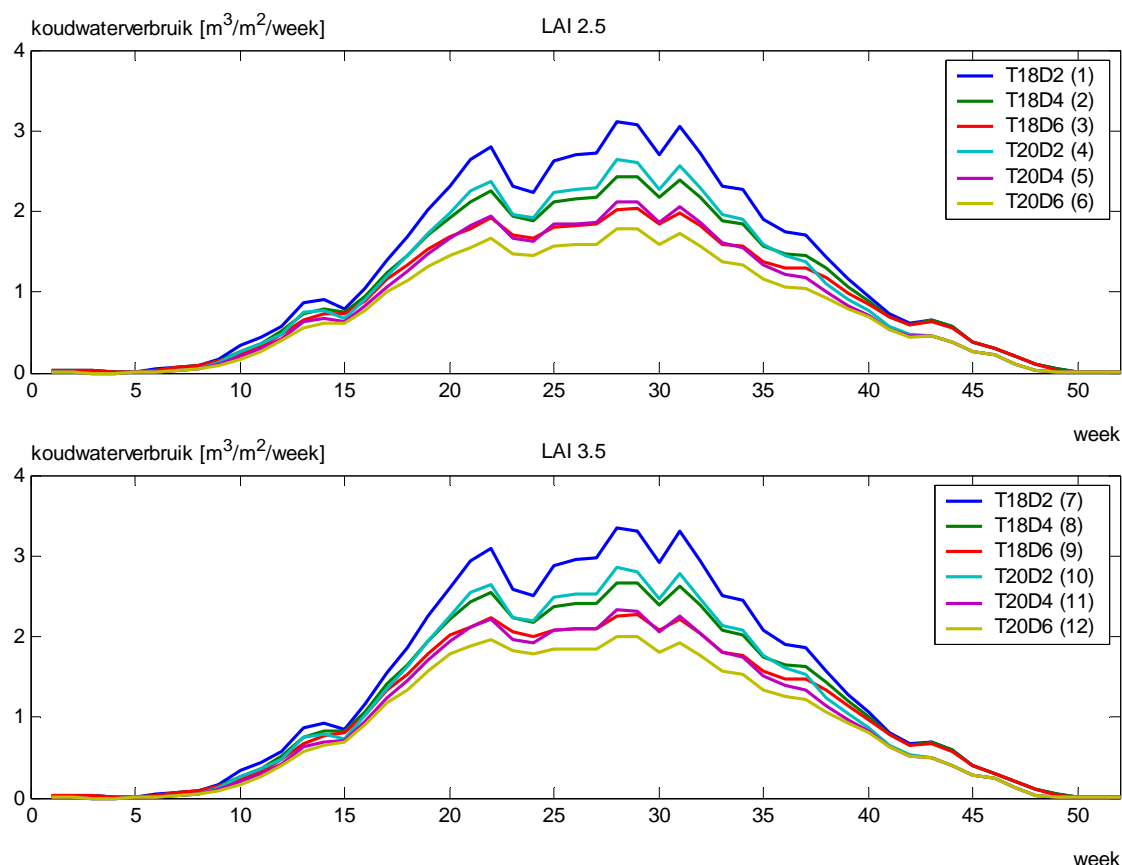 koudwaterverbruik [m3/m2/week]
LAI 2.5
4
3
2
1
0
T18D2 (1)
T18D4 (2)
T18D6 (3)
T20D2 (4)
T20D4 (5)
T20D6 (6)
0 5 10 15 20 25 30 35 40 45 50
week
koudwaterverbruik [m3/m2/week]
LAI 3.5
4
3
2
1
0
T18D2 (7)
T18D4 (8)
T18D6 (9)
T20D2 (10)
T20D4 (11)
T20D6 (12)
0 5 10 15 20 25 30 35 40 45 50
week